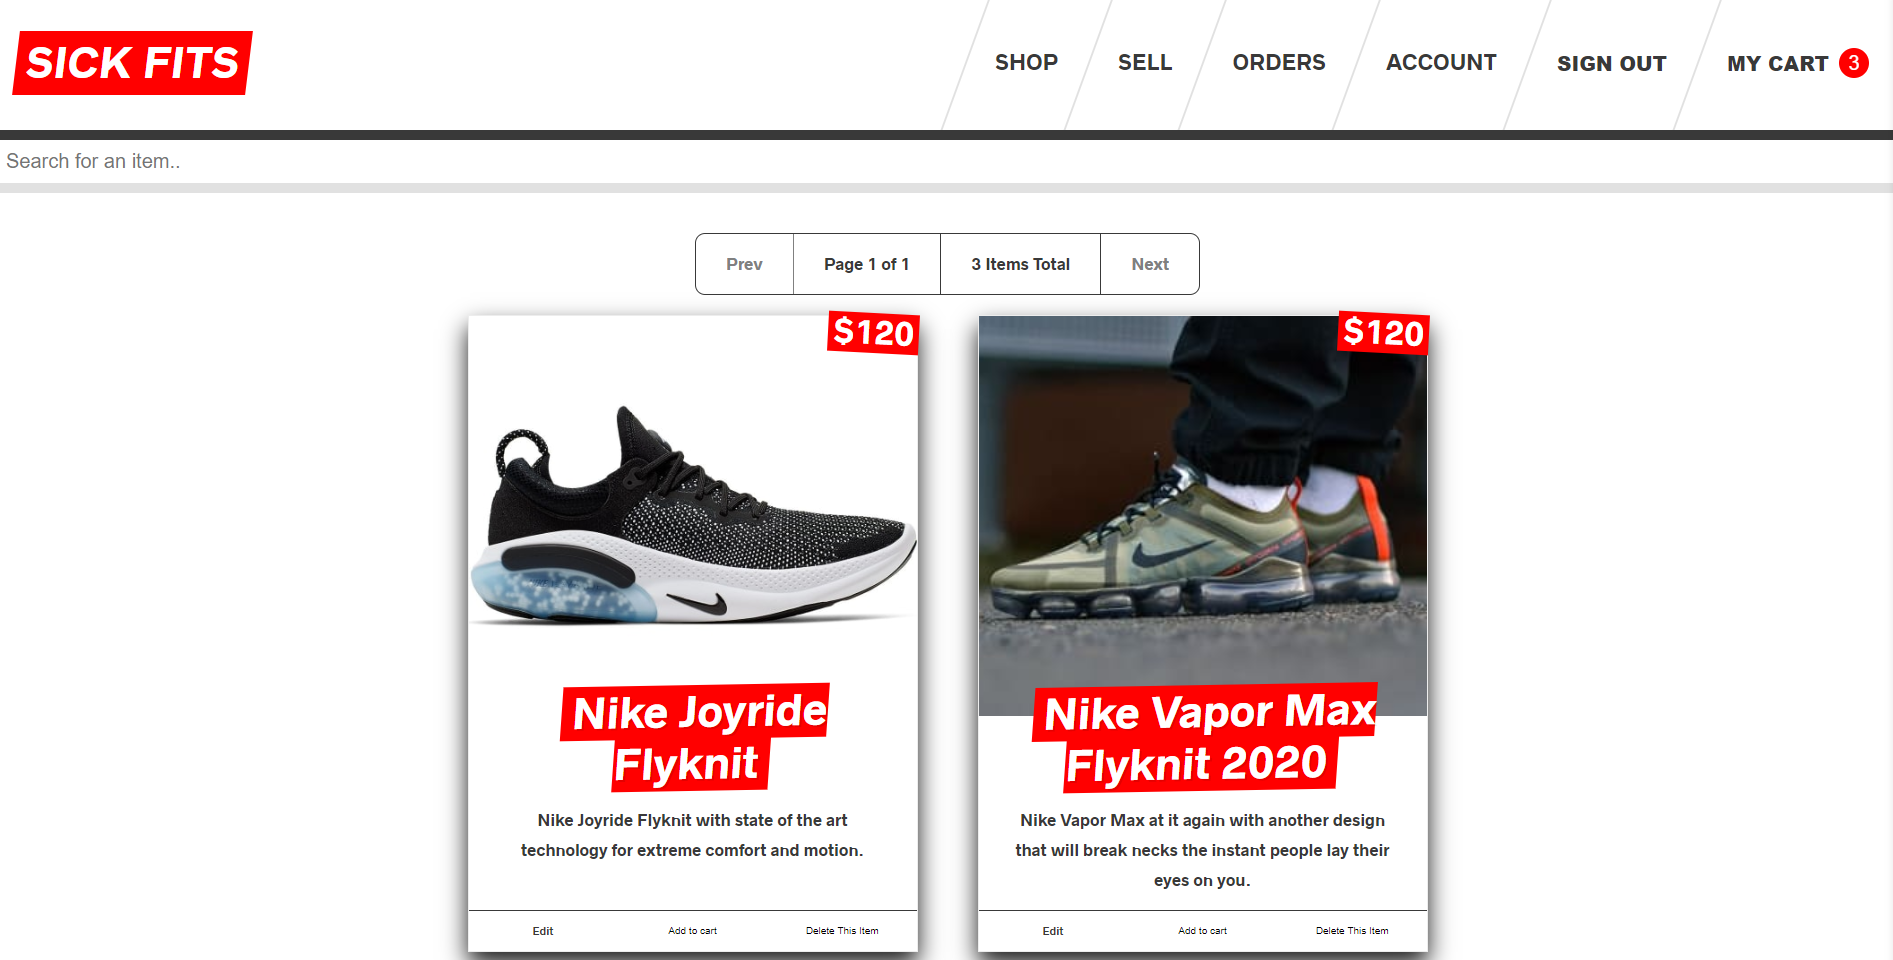 SICK FITS
SHOP SELL ORDERS ACCOUNT SIGN OUT MY CART 3
Search for an item..
Prev Page 1 of 1 3 Items Total Next
$120
Nike Joyride
Flyknit
Nike Joyride Flyknit with state of the art
technology for extreme comfort and motion.
Edit Add to cart Delete This Item
$120
Nike Vapor Max
Flyknit 2020
Nike Vapor Max at it again with another design
that will break necks the instant people lay their
eyes on you.
Edit Add to cart Delete This Item